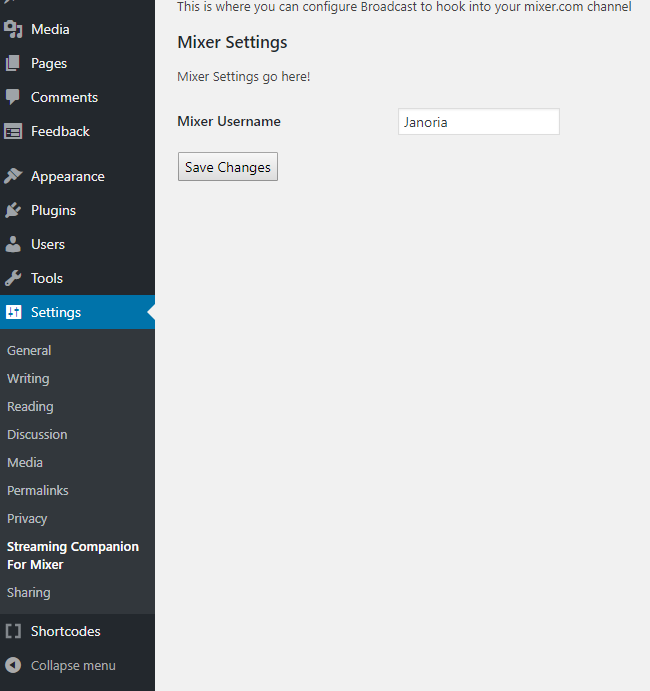 Media
Pages
Comments
Feedback
Appearance
Plugins
Users
Tools
Settings
General
Writing
Reading
Discussion
Media
Permalinks
Privacy
Streaming Companion
For Mixer
Sharing
Shortcodes
Collapse menu
This is where you can configure Broadcast to hook into your mixer.com channel
Mixer Settings
Mixer Settings go here!
Mixer Username
Janoria
Save Changes